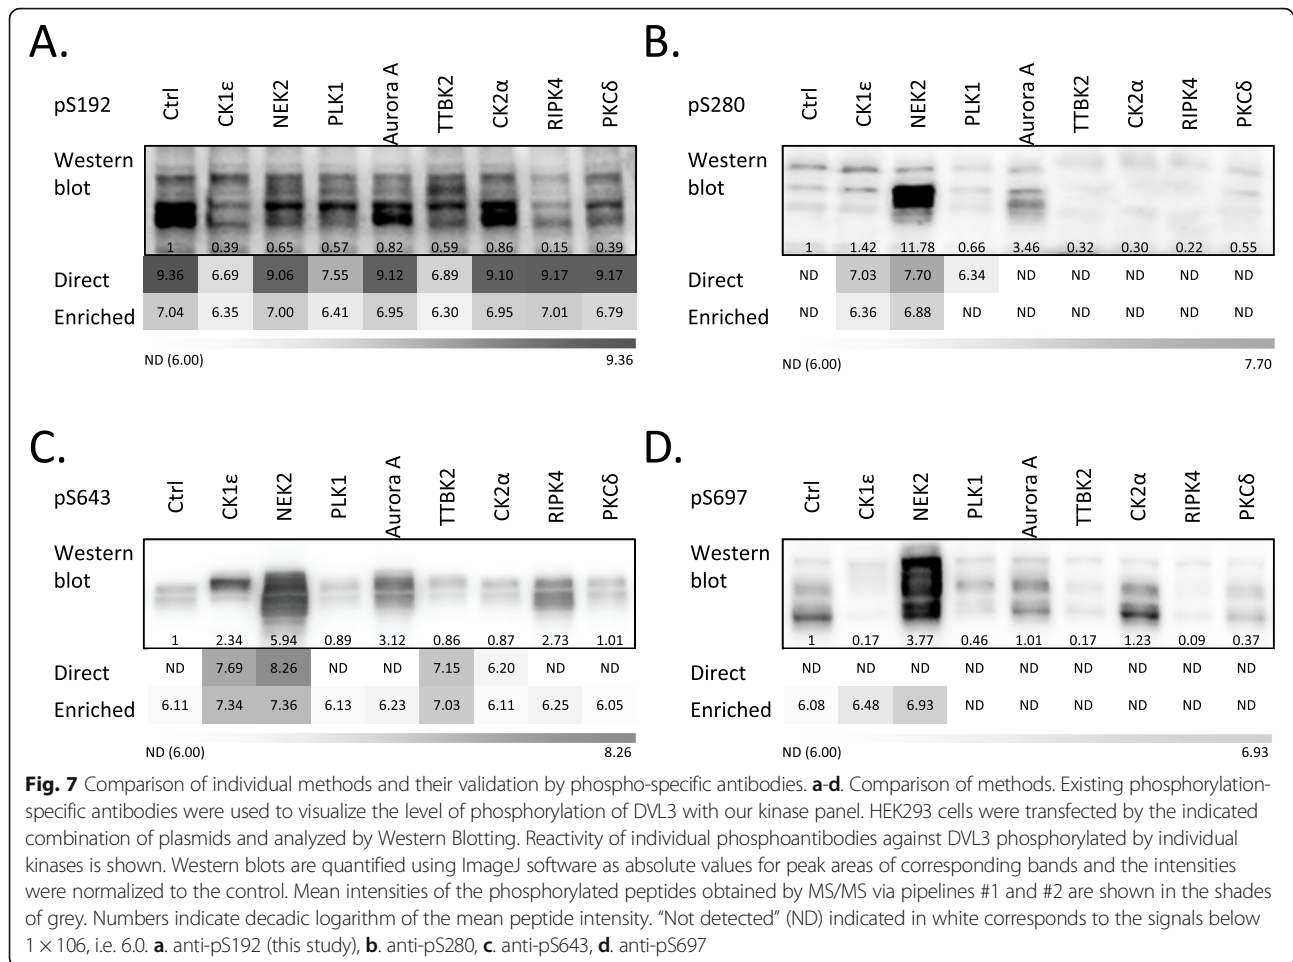 A.
pS192
Ctrl CK1ε NEK2 PLK1 Aurora A TTBK2 CK2α RIPK4 PKCδ
Western
blot
1 0.39 0.65 0.57 0.82 0.59 0.86 0.15 0.39
Direct 9.36 6.69 9.06 7.55 9.12 6.89 9.10 9.17 9.17
Enriched 7.04 6.35 7.00 6.41 6.95 6.30 6.95 7.01 6.79
ND (6.00) 9.36
B.
pS280
Ctrl CK1ε NEK2 PLK1 Aurora A TTBK2 CK2α RIPK4 PKCδ
Western
blot
1 1.42 11.78 0.66 3.46 0.32 0.30 0.22 0.55
Direct ND 7.03 7.70 6.34 ND ND ND ND ND
Enriched ND 6.36 6.88 ND ND ND ND ND ND
ND (6.00) 7.70
C.
pS643
Ctrl CK1ε NEK2 PLK1 Aurora A TTBK2 CK2α RIPK4 PKCδ
Western
blot
1 2.34 5.94 0.89 3.12 0.86 0.87 2.73 1.01
Direct ND 7.69 8.26 ND ND 7.15 6.20 ND ND
Enriched 6.11 7.34 7.36 6.13 6.23 7.03 6.11 6.25 6.05
ND (6.00) 8.26
D.
pS697
Ctrl CK1ε NEK2 PLK1 Aurora A TTBK2 CK2α RIPK4 PKCδ
Western
blot
1 0.17 3.77 0.46 1.01 0.17 1.23 0.09 0.37
Direct ND ND ND ND ND ND ND ND ND
Enriched 6.08 6.48 6.93 ND ND ND ND ND ND
ND (6.00) 6.93
Fig. 7 Comparison of individual methods and their validation by phospho-specific antibodies. a-d. Comparison of methods. Existing phosphorylation-
specific antibodies were used to visualize the level of phosphorylation of DVL3 with our kinase panel. HEK293 cells were transfected by the indicated
combination of plasmids and analyzed by Western Blotting. Reactivity of individual phosphoantibodies against DVL3 phosphorylated by individual
kinases is shown. Western blots are quantified using ImageJ software as absolute values for peak areas of corresponding bands and the intensities
were normalized to the control. Mean intensities of the phosphorylated peptides obtained by MS/MS via pipelines #1 and #2 are shown in the shades
of grey. Numbers indicate decadic logarithm of the mean peptide intensity. “Not detected” (ND) indicated in white corresponds to the signals below
1 × 106, i.e. 6.0. a. anti-pS192 (this study), b. anti-pS280, c. anti-pS643, d. anti-pS697